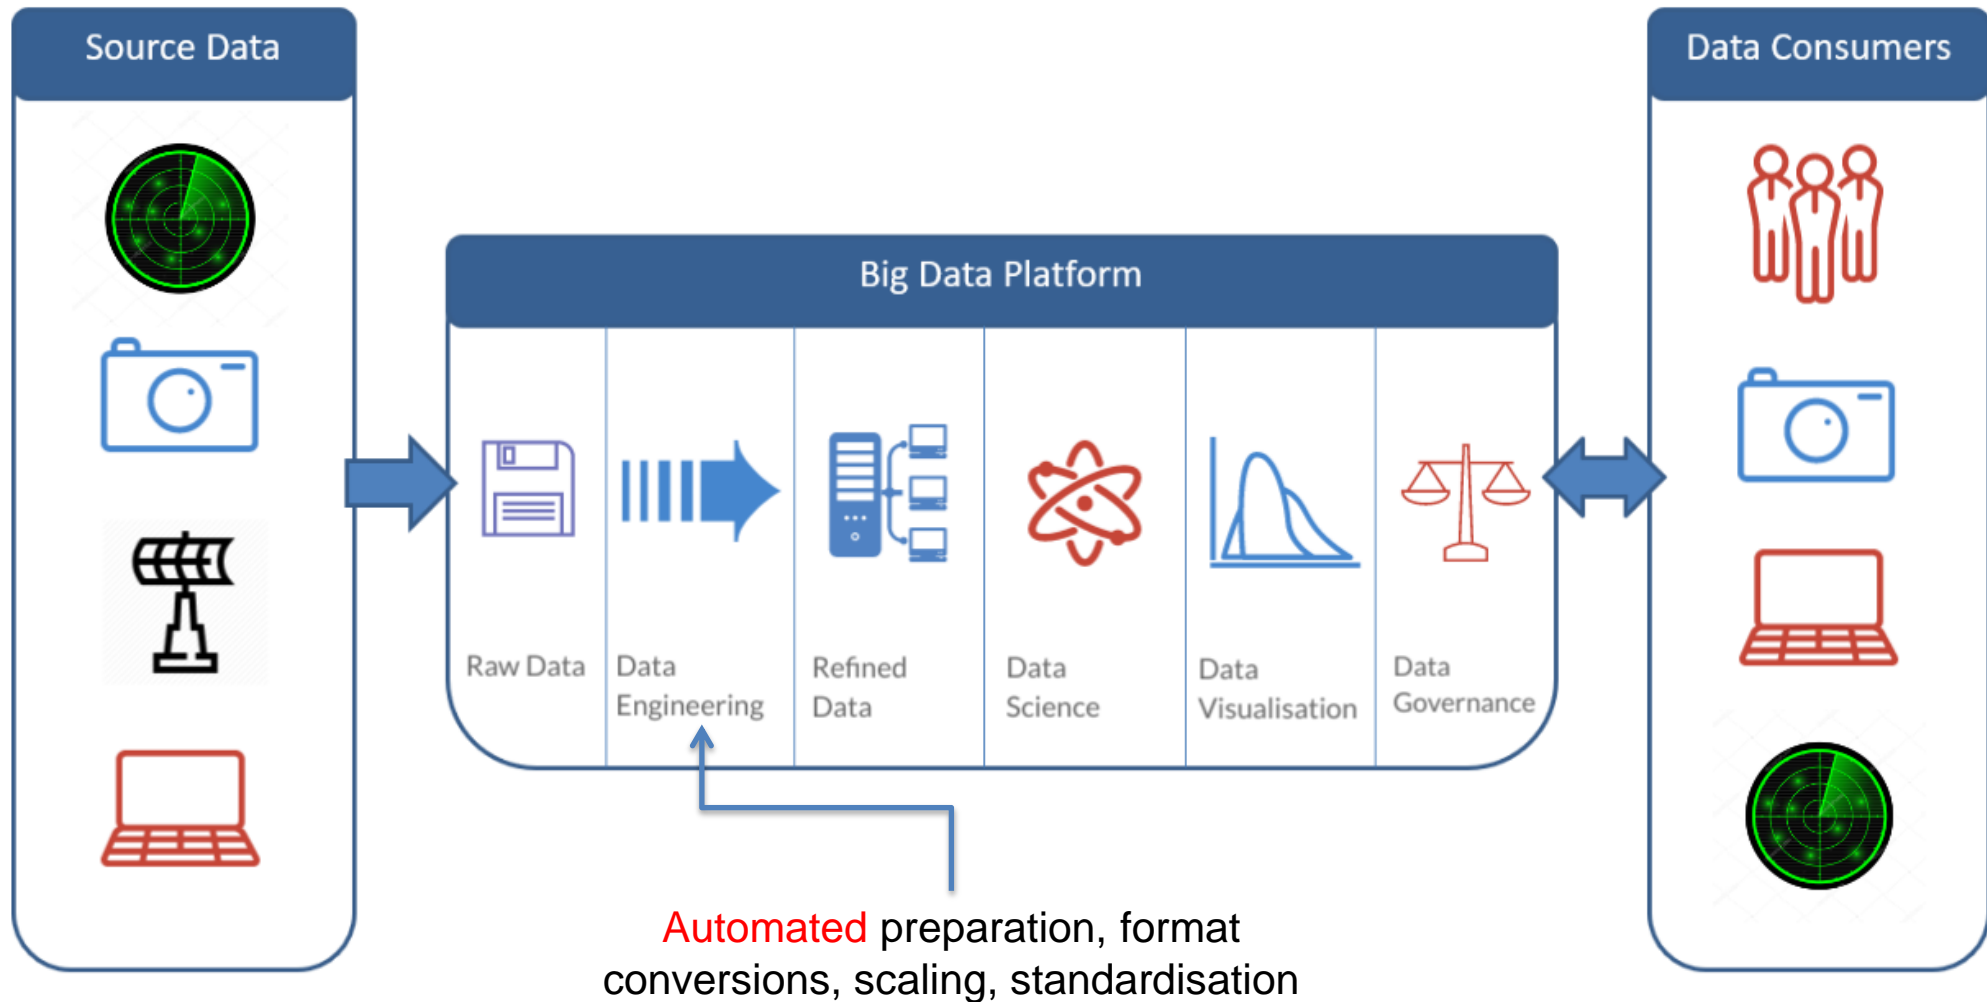 Source Data
Data Consumers
Big Data Platform
Raw Data
Data
Engineering
Refined
Data
Data
Science
Data
Visualisation
Data
Governance
Automated preparation, format
conversions, scaling, standardisation